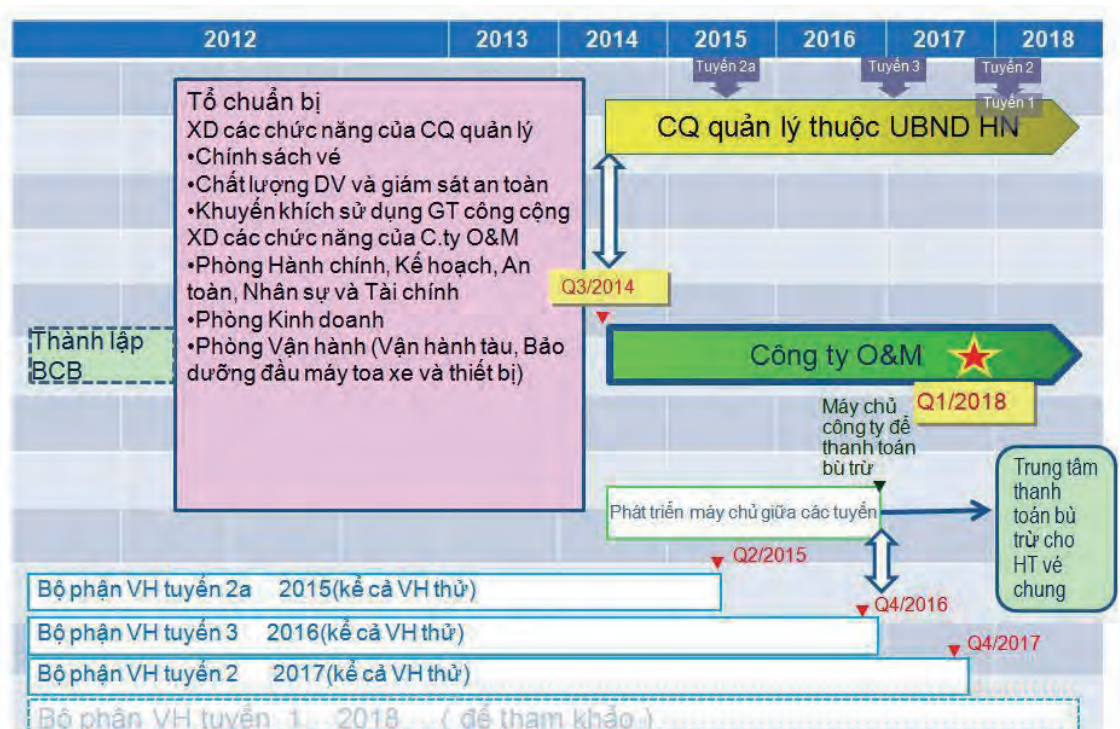 2012 2013 2014 2015 2016 2017 2018
Tuyến 2a Tuyến 3 Tuyến 2
Tuyến 1
Tổ chuẩn bị
XD các chức năng của CQ quản lý
•Chính sách vé
•Chất lượng DV và giám sát an toàn
•Khuyến khích sử dụng GT công cộng
XD các chức năng của C.ty O&M
•Phòng Hành chính, Kế hoạch, An
toàn, Nhân sự và Tài chính
•Phòng Kinh doanh
•Phòng Vận hành (Vận hành tàu, Bảo
dưỡng đầu máy toa xe và thiết bị)
CQ quản lý thuộc UBND HN
Q3/2014
Thành lập
BCB
Công ty O&M
Q1/2018
Máy chủ
công ty để
thanh toán
bù trừ
Phát triển máy chủ giữa các tuyến
Trung tâm
thanh
toán bù
trừ cho
HT vé
chung
Q2/2015
Bộ phận VH tuyến 2a 2015(kể cả VH thử)
Q4/2016
Bộ phận VH tuyến 3 2016(kể cả VH thử)
Q4/2017
Bộ phận VH tuyến 2 2017(kể cả VH thử)
Bộ phận VH tuyến 1 2018 ( để tham khảo )